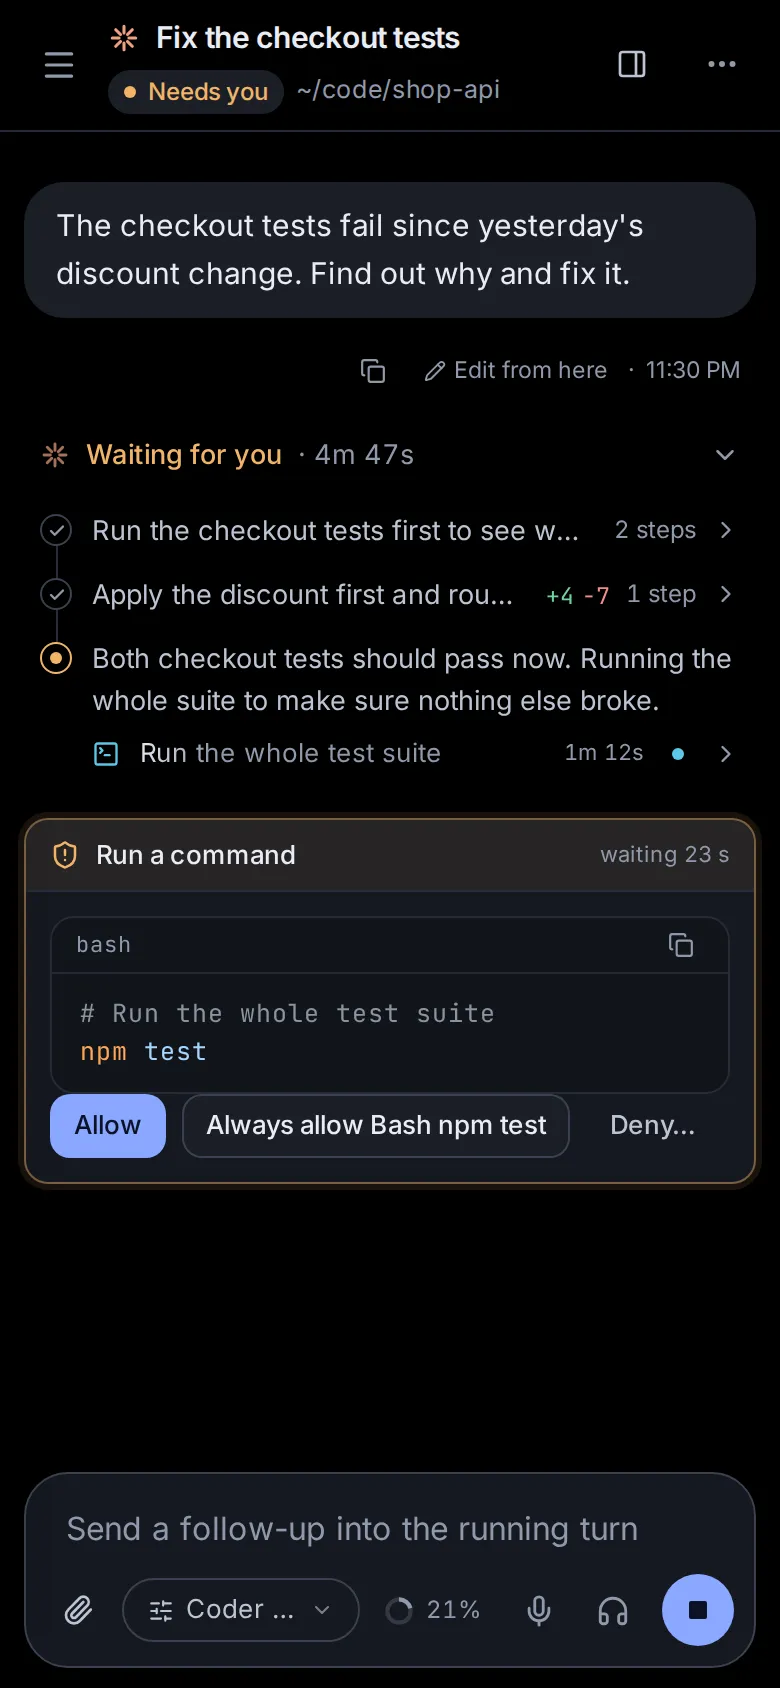 Fix the checkout tests
Needs you ~/code/shop-api
The checkout tests fail since yesterday's
discount change. Find out why and fix it.
Edit from here · 11:30 PM
Waiting for you · 4m 47s
Run the checkout tests first to see w... 2 steps
Apply the discount first and rou... +4 -7 1 step
Both checkout tests should pass now. Running the
whole suite to make sure nothing else broke.
Run the whole test suite 1m 12s
Run a command waiting 23 s
bash
# Run the whole test suite
npm test
Allow Always allow Bash npm test Deny...
Send a follow-up into the running turn
Coder ... 21%